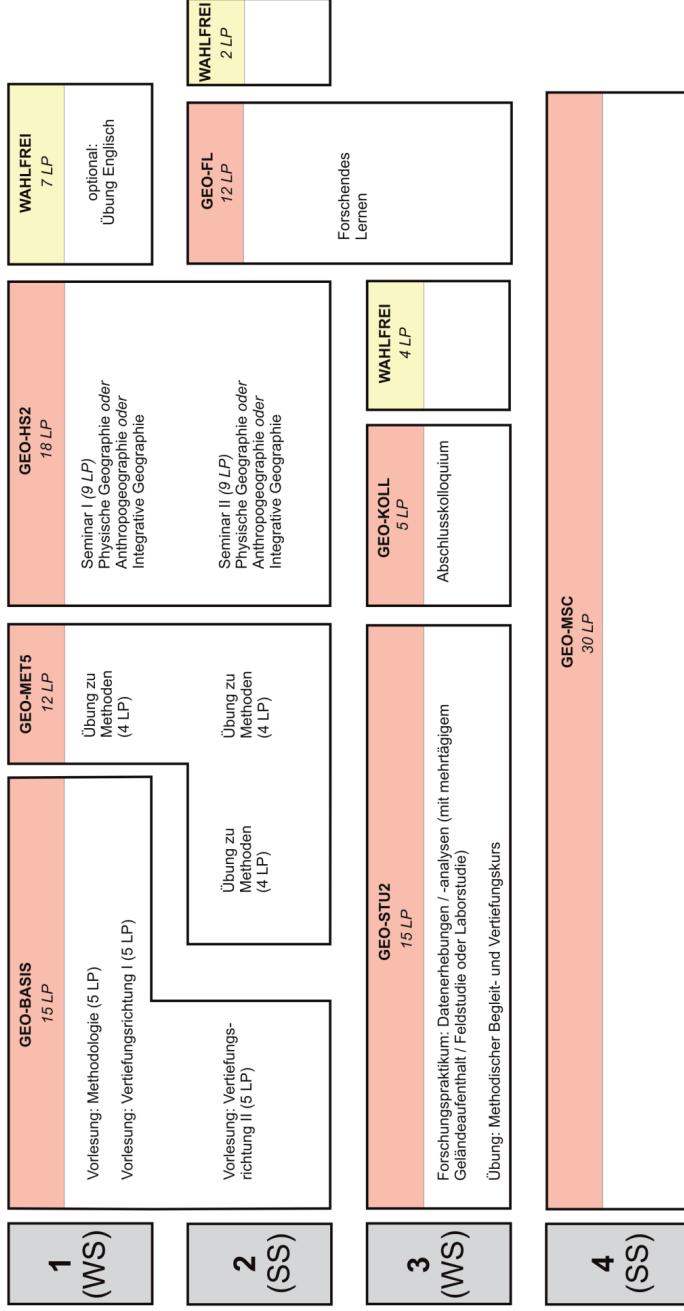 1
(WS)
GEO-BASIS
15 LP
Vorlesung: Methodologie (5 LP)
Vorlesung: Vertiefungsrichtung I (5 LP)
GEO-MET5
12 LP
Übung zu
Methoden
(4 LP)
GEO-HS2
18 LP
Seminar I (9 LP)
Physische Geographie oder
Anthropogeographie oder
Integrative Geographie
WAHLFREI
7 LP
optional:
Übung Englisch
2
(SS)
Vorlesung: Vertiefungs-
richtung II (5 LP)
Übung zu
Methoden
(4 LP)
Übung zu
Methoden
(4 LP)
Seminar II (9 LP)
Physische Geographie oder
Anthropogeographie oder
Integrative Geographie
GEO-FL
12 LP
Forschendes
Lernen
WAHLFREI
2 LP
3
(WS)
GEO-STU2
15 LP
Forschungspraktikum: Datenerhebungen / -analysen (mit mehrtägigem
Geländeaufenthalt / Feldstudie oder Laborstudie)
Übung: Methodischer Begleit- und Vertiefungskurs
GEO-KOLL
5 LP
Abschlusskolloquium
WAHLFREI
4 LP
4
(SS)
GEO-MSC
30 LP